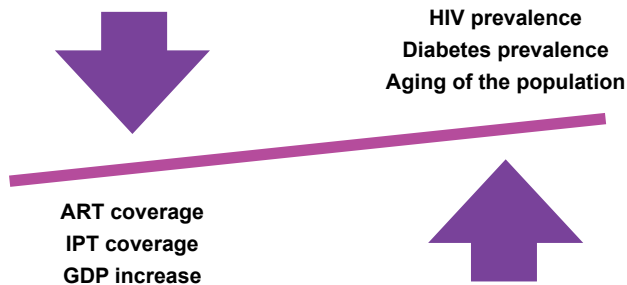 HIV prevalence
Diabetes prevalence
Aging of the population
ART coverage
IPT coverage
GDP increase